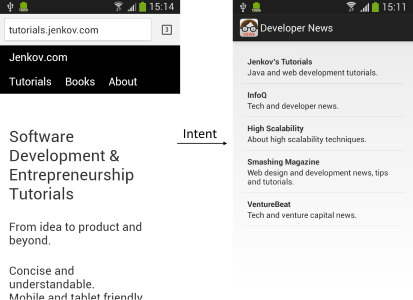 15:14
tutorials.jenkov.com
3
Jenkov.com
Tutorials Books About
Software
Development &
Entrepreneurship
Tutorials
From idea to product and
beyond.
Concise and
understandable.
Mobile and tablet friendly
Intent
15:11
Developer News
Jenkov's Tutorials
Java and web development tutorials.
InfoQ
Tech and developer news.
High Scalability
About high scalability techniques.
Smashing Magazine
Web design and development news, tips
and tutorials.
VentureBeat
Tech and venture capital news.